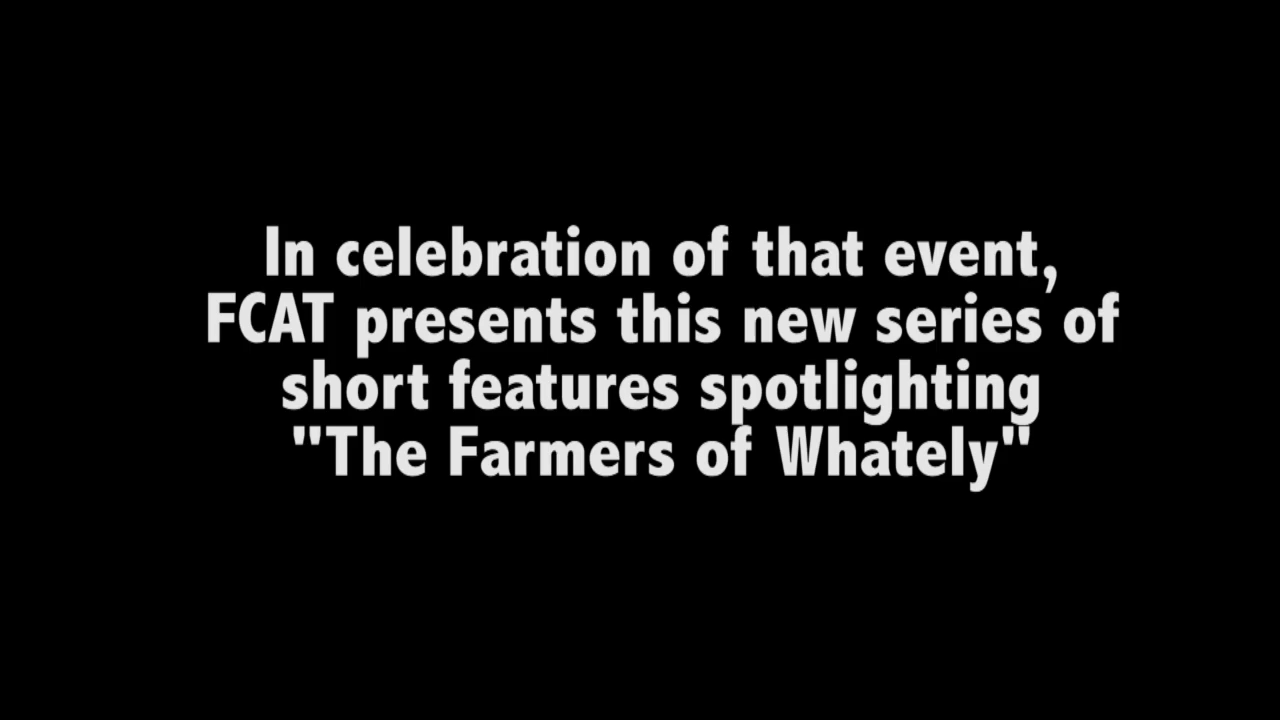 In celebration of that event,
FCAT presents this new series of
short features spotlighting
"The Farmers of Whately"